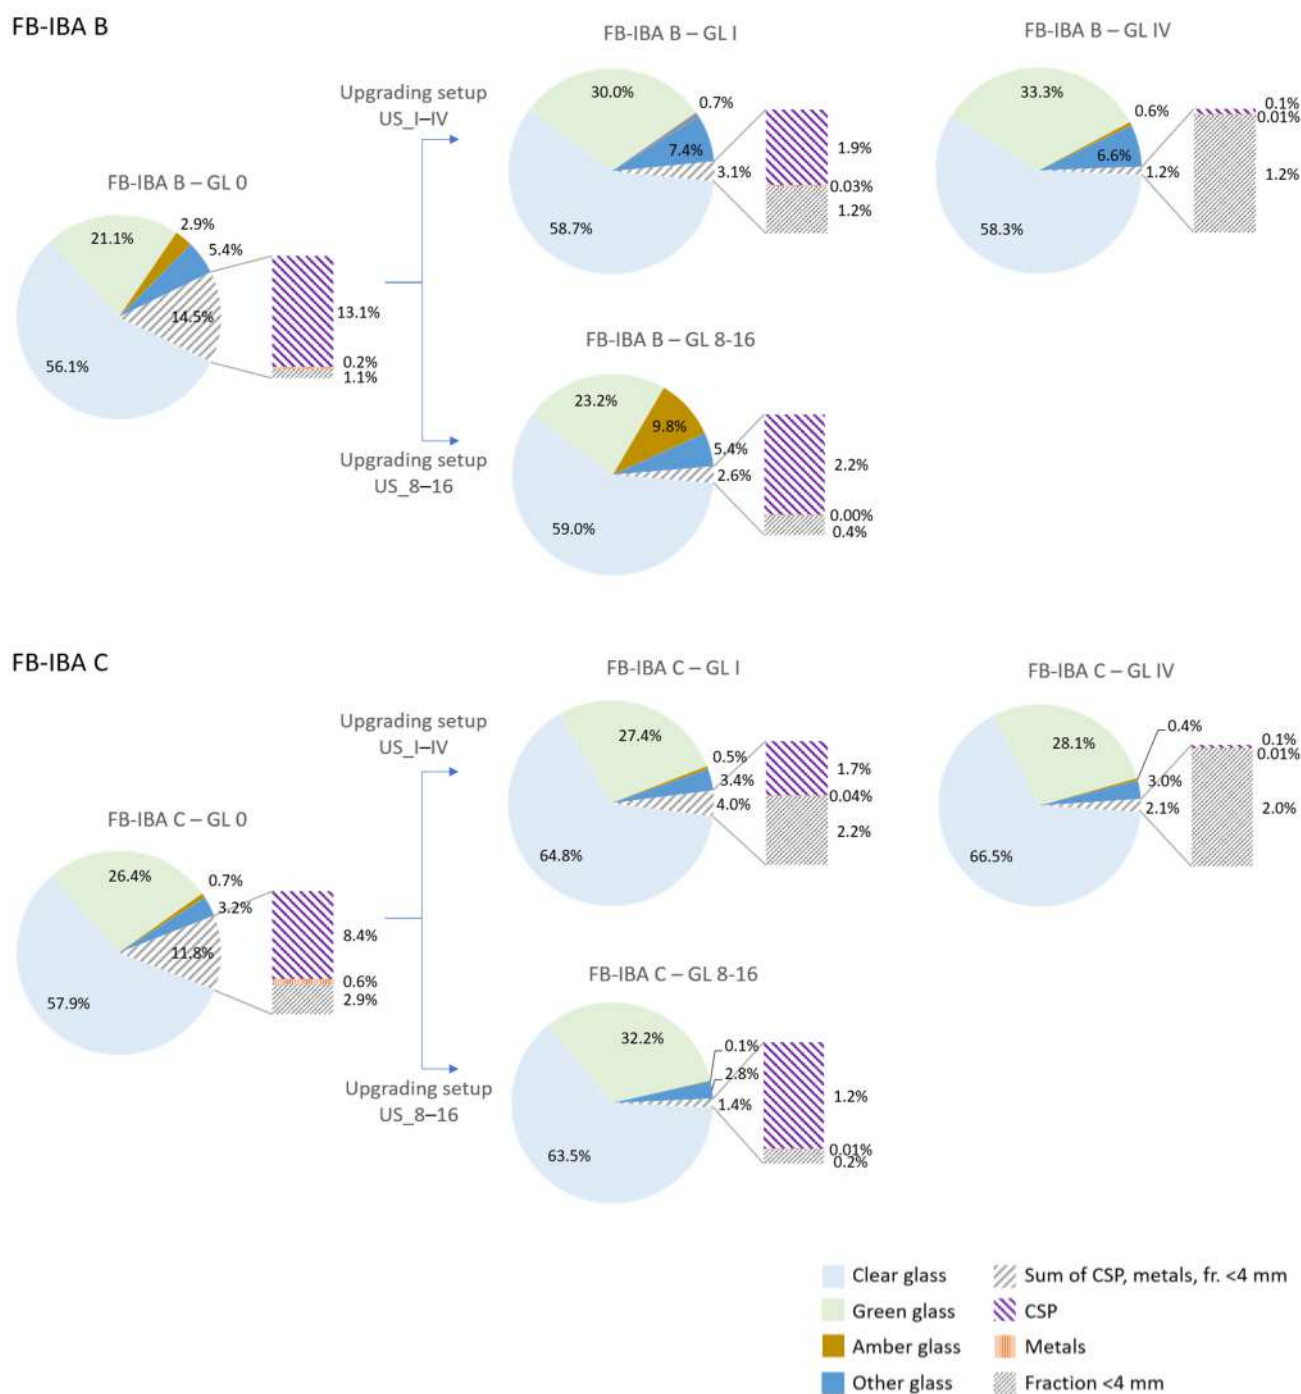 FB-IBA B
FB-IBA B – GL 0
21.1%
2.9%
5.4%
14.5%
56.1%
13.1%
0.2%
1.1%
Upgrading setup
US_I–IV
Upgrading setup
US_8–16
FB-IBA B – GL I
30.0%
0.7%
7.4%
3.1%
58.7%
1.9%
0.03%
1.2%
FB-IBA B – GL IV
33.3%
0.6%
6.6%
1.2%
58.3%
0.1%
0.01%
1.2%
FB-IBA B – GL 8-16
23.2%
9.8%
5.4%
2.6%
59.0%
2.2%
0.00%
0.4%
FB-IBA C
FB-IBA C – GL 0
26.4%
0.7%
3.2%
11.8%
57.9%
8.4%
0.6%
2.9%
Upgrading setup
US_I–IV
Upgrading setup
US_8–16
FB-IBA C – GL I
27.4%
0.5%
3.4%
4.0%
64.8%
1.7%
0.04%
2.2%
FB-IBA C – GL IV
28.1%
0.4%
3.0%
2.1%
66.5%
0.1%
0.01%
2.0%
FB-IBA C – GL 8-16
32.2%
0.1%
2.8%
1.4%
63.5%
1.2%
0.01%
0.2%
Clear glass
Green glass
Amber glass
Other glass
Sum of CSP, metals, fr. <4 mm
CSP
Metals
Fraction <4 mm